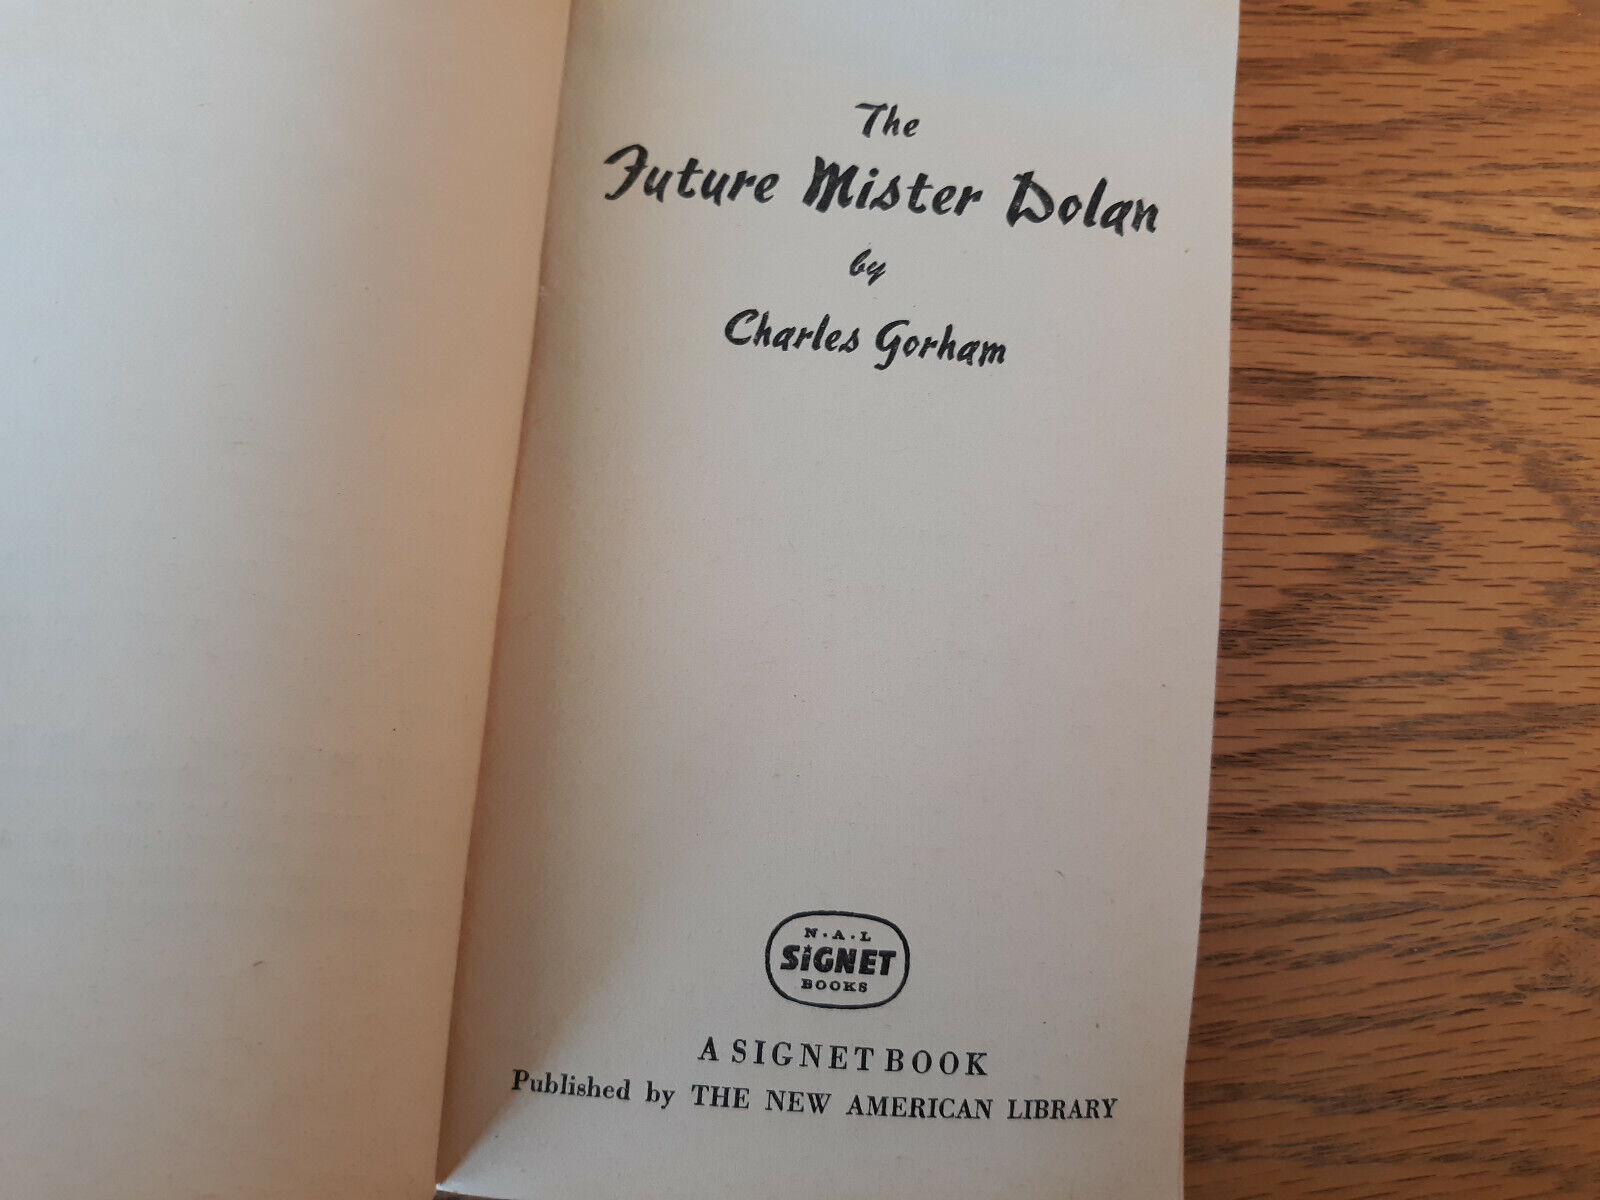 The
Future Mister Dolan
by
Charles Gorham
N·A·L
SIGNET
BOOKS
A SIGNET BOOK
Published by THE NEW AMERICAN LIBRARY